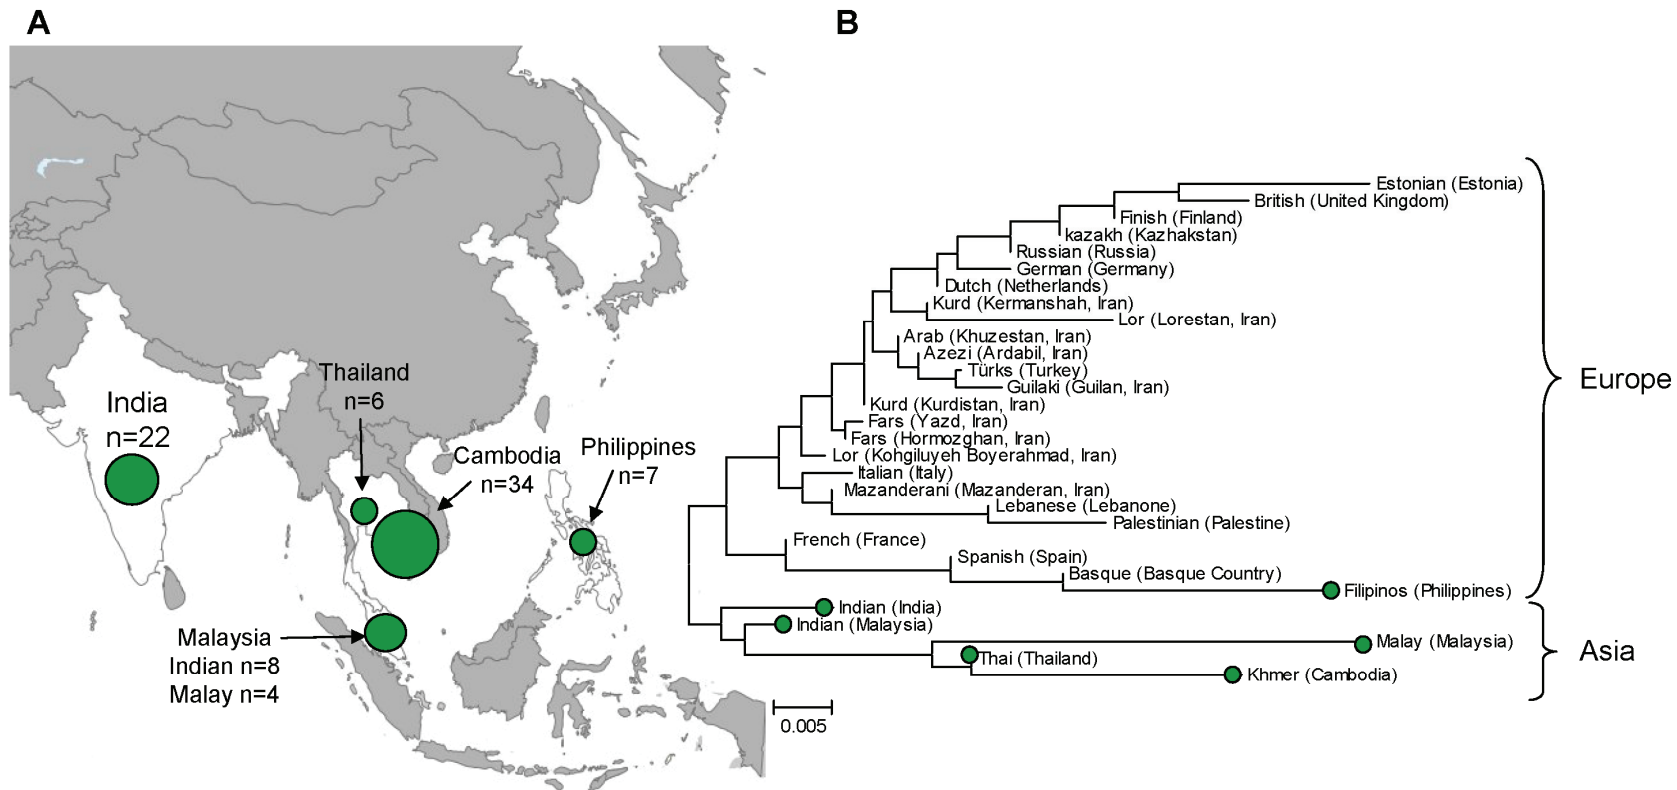 A
B
Thailand
n=6
India
n=22
Cambodia
n=34
Philippines
n=7
Malaysia
Indian n=8
Malay n=4
Estonian (Estonia)
British (United Kingdom)
Finish (Finland)
kazakh (Kazhakstan)
Russian (Russia)
German (Germany)
Dutch (Netherlands)
Kurd (Kermanshah, Iran)
Lor (Lorestan, Iran)
Arab (Khuzestan, Iran)
Azezi (Ardabil, Iran)
Türks (Turkey)
Guilaki (Guilan, Iran)
Kurd (Kurdistan, Iran)
Fars (Yazd, Iran)
Fars (Hormozghan, Iran)
Lor (Kohgiluyeh Boyerahmad, Iran)
Italian (Italy)
Mazanderani (Mazanderan, Iran)
Lebanese (Lebanone)
Palestinian (Palestine)
French (France)
Spanish (Spain)
Basque (Basque Country)
Filipinos (Philippines)
Europe
Indian (India)
Indian (Malaysia)
Malay (Malaysia)
Thai (Thailand)
Khmer (Cambodia)
Asia
0.005